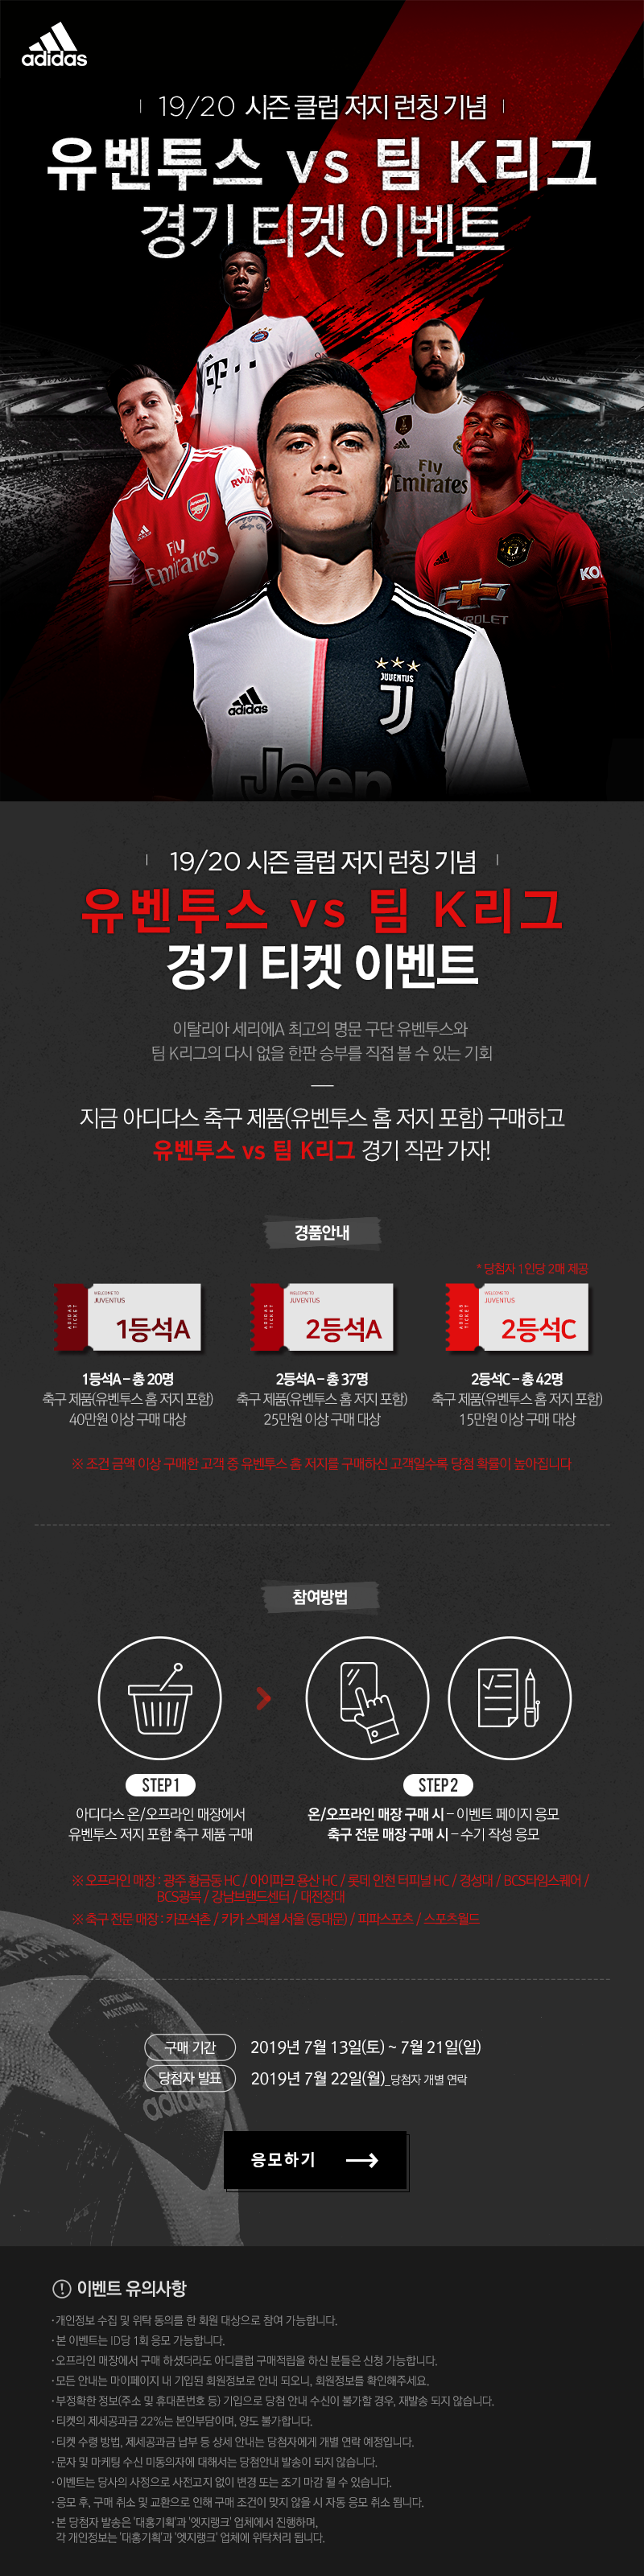 adidas
19/20 시즌 클럽 저지 런칭 기념
유벤투스 vs 팀 K리그
경기 티켓 이벤트
Fly
Emirates
Fly
Emirates
adidas
JUVENTUS
Jeep
19/20 시즌 클럽 저지 런칭 기념
유벤투스 vs 팀 K리그
경기 티켓 이벤트
이탈리아 세리에A 최고의 명문 구단 유벤투스와
팀 K리그의 다시 없을 한판 승부를 직접 볼 수 있는 기회
지금 아디다스 축구 제품(유벤투스 홈 저지 포함) 구매하고
유벤투스 vs 팀 K리그 경기 직관 가자!
경품안내
* 당첨자 1인당 2매 제공
ADIDAS TICKET
WELCOME TO
JUVENTUS
1등석A
ADIDAS TICKET
WELCOME TO
JUVENTUS
2등석A
ADIDAS TICKET
WELCOME TO
JUVENTUS
2등석C
1등석A – 총 20명
축구 제품(유벤투스 홈 저지 포함)
40만원 이상 구매 대상
2등석A – 총 37명
축구 제품(유벤투스 홈 저지 포함)
25만원 이상 구매 대상
2등석C – 총 42명
축구 제품(유벤투스 홈 저지 포함)
15만원 이상 구매 대상
※ 조건 금액 이상 구매한 고객 중 유벤투스 홈 저지를 구매하신 고객일수록 당첨 확률이 높아집니다
참여방법
STEP 1
아디다스 온/오프라인 매장에서
유벤투스 저지 포함 축구 제품 구매
STEP 2
온/오프라인 매장 구매 시 – 이벤트 페이지 응모
축구 전문 매장 구매 시 – 수기 작성 응모
※ 오프라인 매장 : 광주 황금동 HC / 아이파크 용산 HC / 롯데 인천 터미널 HC / 경성대 / BCS타임스퀘어 /
BCS광복 / 강남브랜드센터 / 대전장대
※ 축구 전문 매장 : 카포석촌 / 키카 스페셜 서울 (동대문) / 피파스포츠 / 스포츠월드
OFFICIAL
MATCHBALL
adidas
구매 기간 2019년 7월 13일(토) ~ 7월 21일(일)
당첨자 발표 2019년 7월 22일(월)_당첨자 개별 연락
응모하기
이벤트 유의사항
· 개인정보 수집 및 위탁 동의를 한 회원 대상으로 참여 가능합니다.
· 본 이벤트는 ID당 1회 응모 가능합니다.
· 오프라인 매장에서 구매 하셨더라도 아디클럽 구매적립을 하신 분들은 신청 가능합니다.
· 모든 안내는 마이페이지 내 기입된 회원정보로 안내 되오니, 회원정보를 확인해주세요.
· 부정확한 정보(주소 및 휴대폰번호 등) 기입으로 당첨 안내 수신이 불가할 경우, 재발송 되지 않습니다.
· 티켓의 제세공과금 22%는 본인부담이며, 양도 불가합니다.
· 티켓 수령 방법, 제세공과금 납부 등 상세 안내는 당첨자에게 개별 연락 예정입니다.
· 문자 및 마케팅 수신 미동의자에 대해서는 당첨안내 발송이 되지 않습니다.
· 이벤트는 당사의 사정으로 사전고지 없이 변경 또는 조기 마감 될 수 있습니다.
· 응모 후, 구매 취소 및 교환으로 인해 구매 조건이 맞지 않을 시 자동 응모 취소 됩니다.
· 본 당첨자 발송은 '대홍기획'과 '엣지랭크' 업체에서 진행하며,
각 개인정보는 '대홍기획'과 '엣지랭크' 업체에 위탁처리 됩니다.